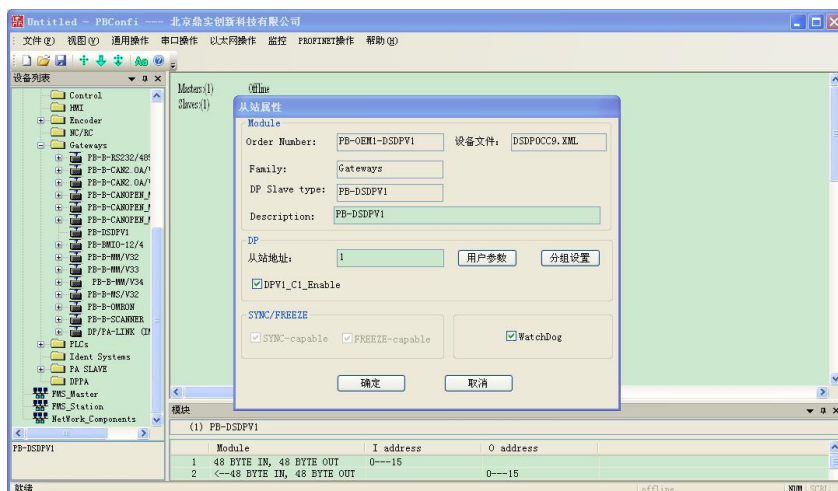 Untitled - PBConfi --- 北京鼎实创新科技有限公司
文件(F) 视图(V) 通用操作 串口操作 以太网操作 监控 PROFINET操作 帮助(H)
设备列表
Control
HMI
Encoder
NC/RC
Gateways
PB-B-RS232/485
PB-B-CAN2.0A/
PB-B-CAN2.0A/
PB-B-CANOPEN_
PB-B-CANOPEN_
PB-B-CANOPEN_
PB-DSDPV1
PB-BMIO-12/4
PB-B-MM/V32
PB-B-MM/V33
PB-B-MM/V34
PB-B-MS/V32
PB-B-OMRON
PB-B-SCANNER
DP/PA-LINK (I
PLCs
Ident Systems
PA SLAVE
DPPA
FMS_Master
FMS_Station
NetWork_Components
PB-DSDPV1
Masters:(1) Offline
Slaves:(1)
从站属性
Module
Order Number: PB-OEM1-DSDPV1 设备文件: DSDP0CC9.XML
Family: Gateways
DP Slave type: PB-DSDPV1
Description: PB-DSDPV1
DP
从站地址: 1 用户参数 分组设置
DPV1_C1_Enable
SYNC/FREEZE
SYNC-capable FREEZE-capable WatchDog
确定 取消
模块
(1) PB-DSDPV1
Module I address O address
1 48 BYTE IN, 48 BYTE OUT 0---15
2 <--48 BYTE IN, 48 BYTE OUT 0---15
就绪 offline NUM SCRL